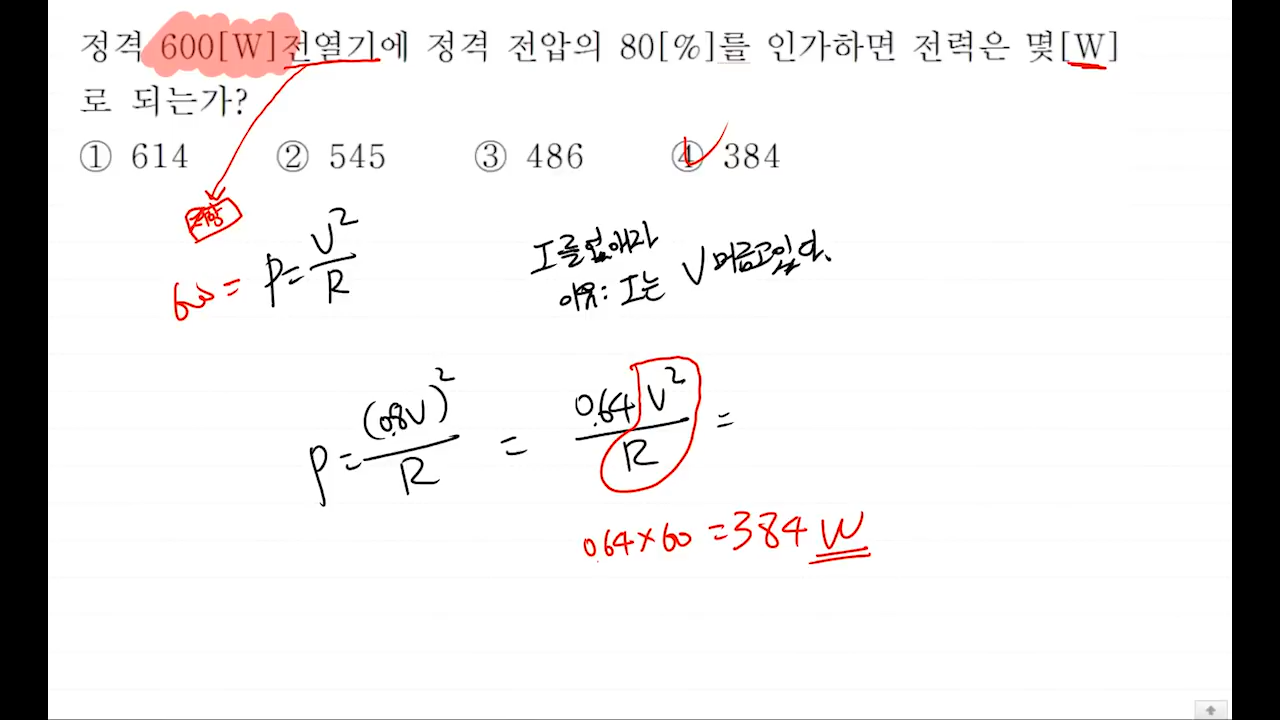 정격 600[W]전열기에 정격 전압의 80[%]를 인가하면 전력은 몇[W]
로 되는가?
① 614 ② 545 ③ 486 ④ 384
저항
600 = P = V²/R
I를 없애자
이유: I는 V 머금고 있다.
P = (0.8V)²/R = 0.64 V²/R =
0.64 × 60 = 384 W